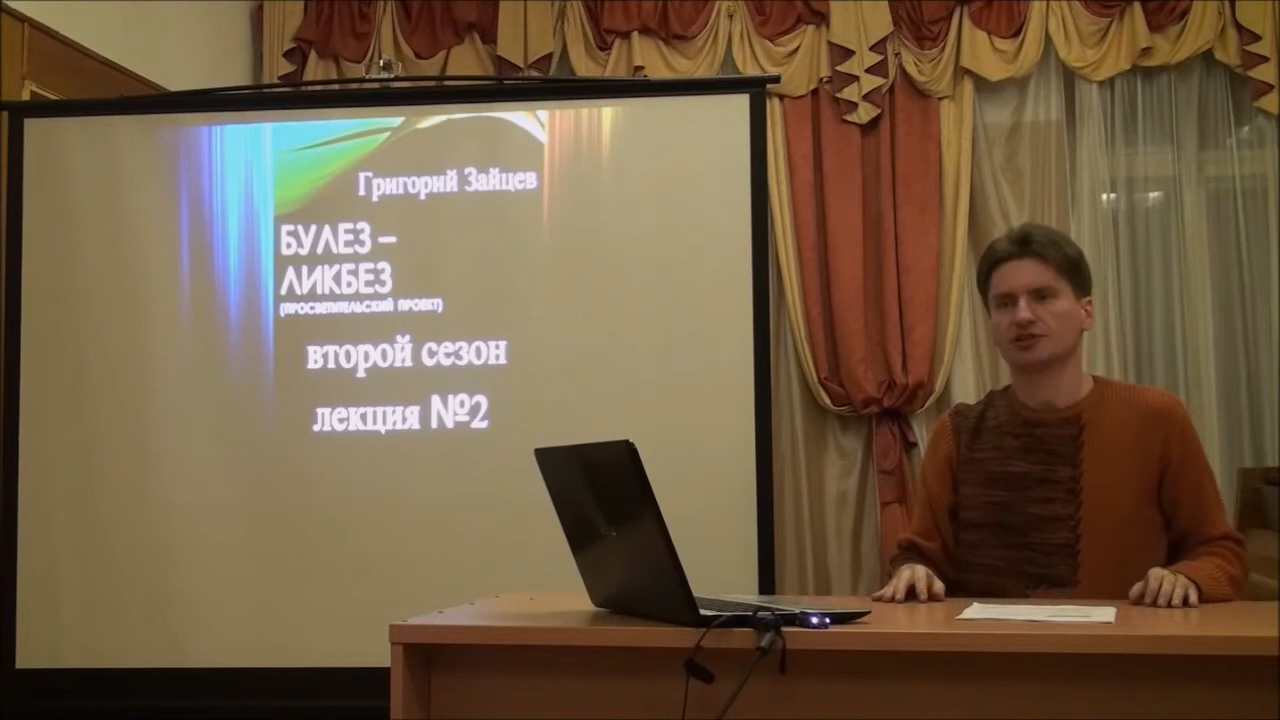 Григорий Зайцев
БУЛЕЗ –
ЛИКБЕЗ
(ПРОСВЕТИТЕЛЬСКИЙ ПРОЕКТ)
второй сезон
лекция №2